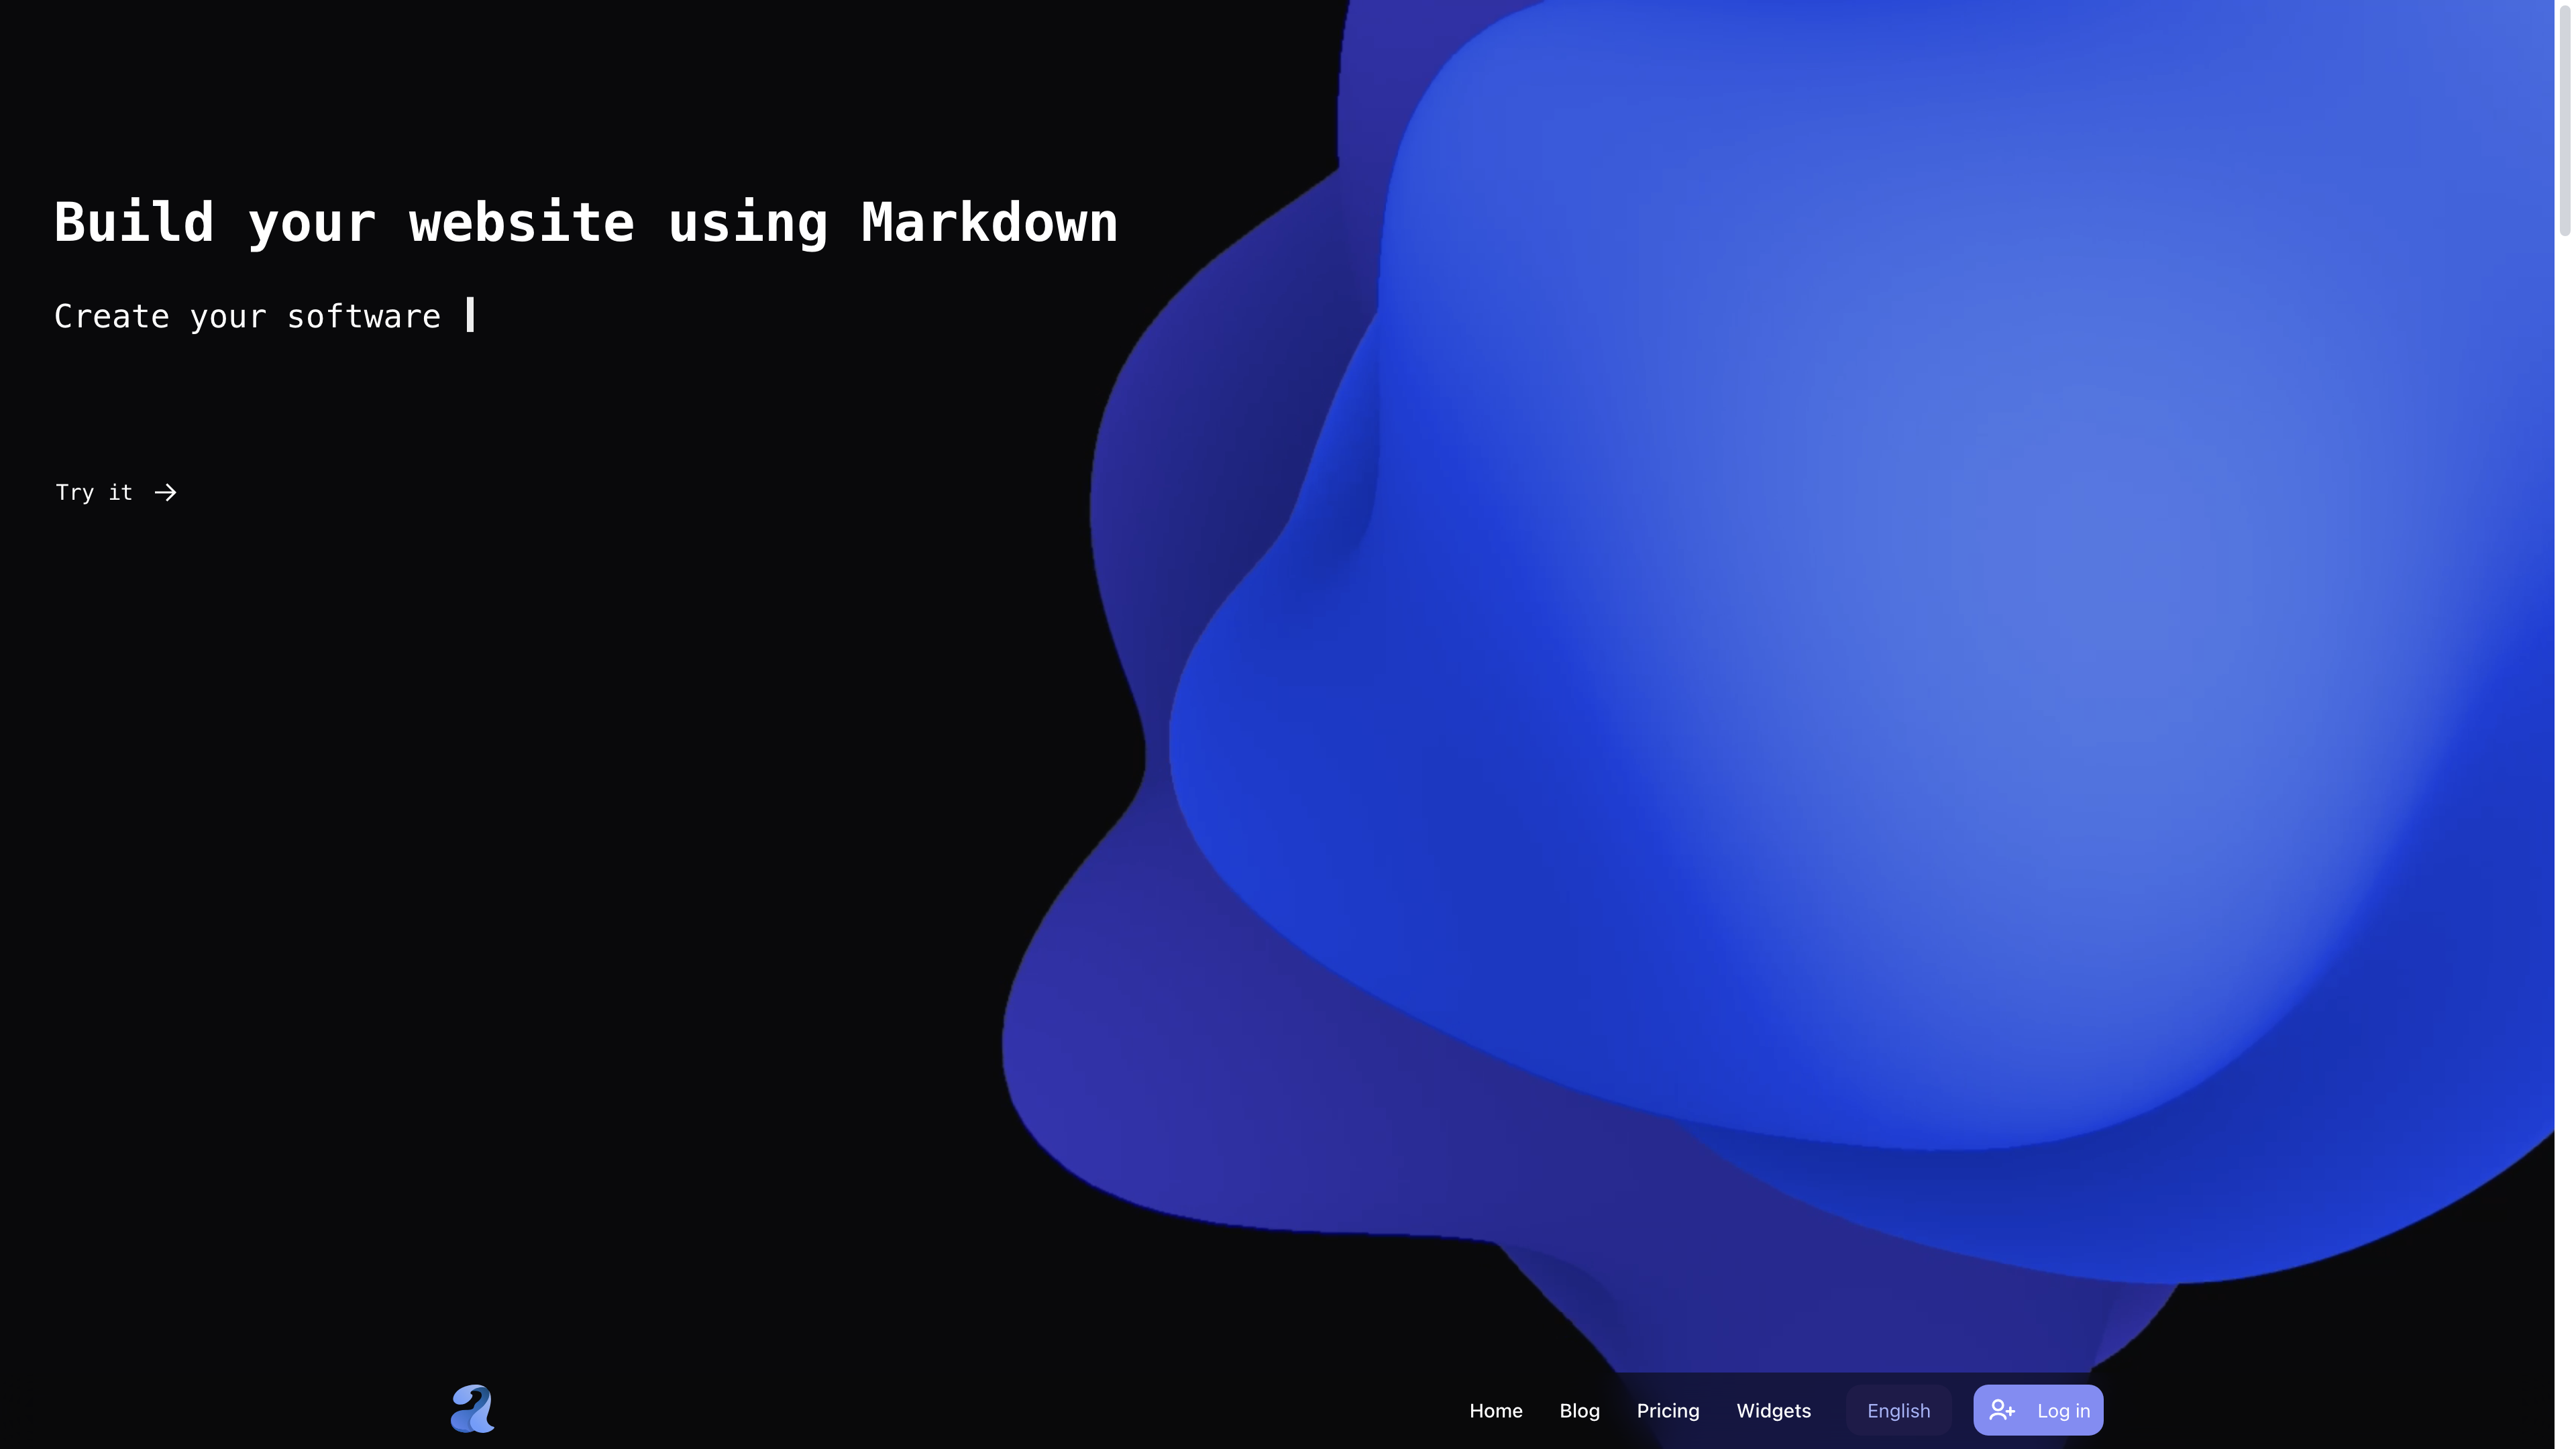 Build your website using Markdown
Create your software
Try it
Home Blog Pricing Widgets English Log in